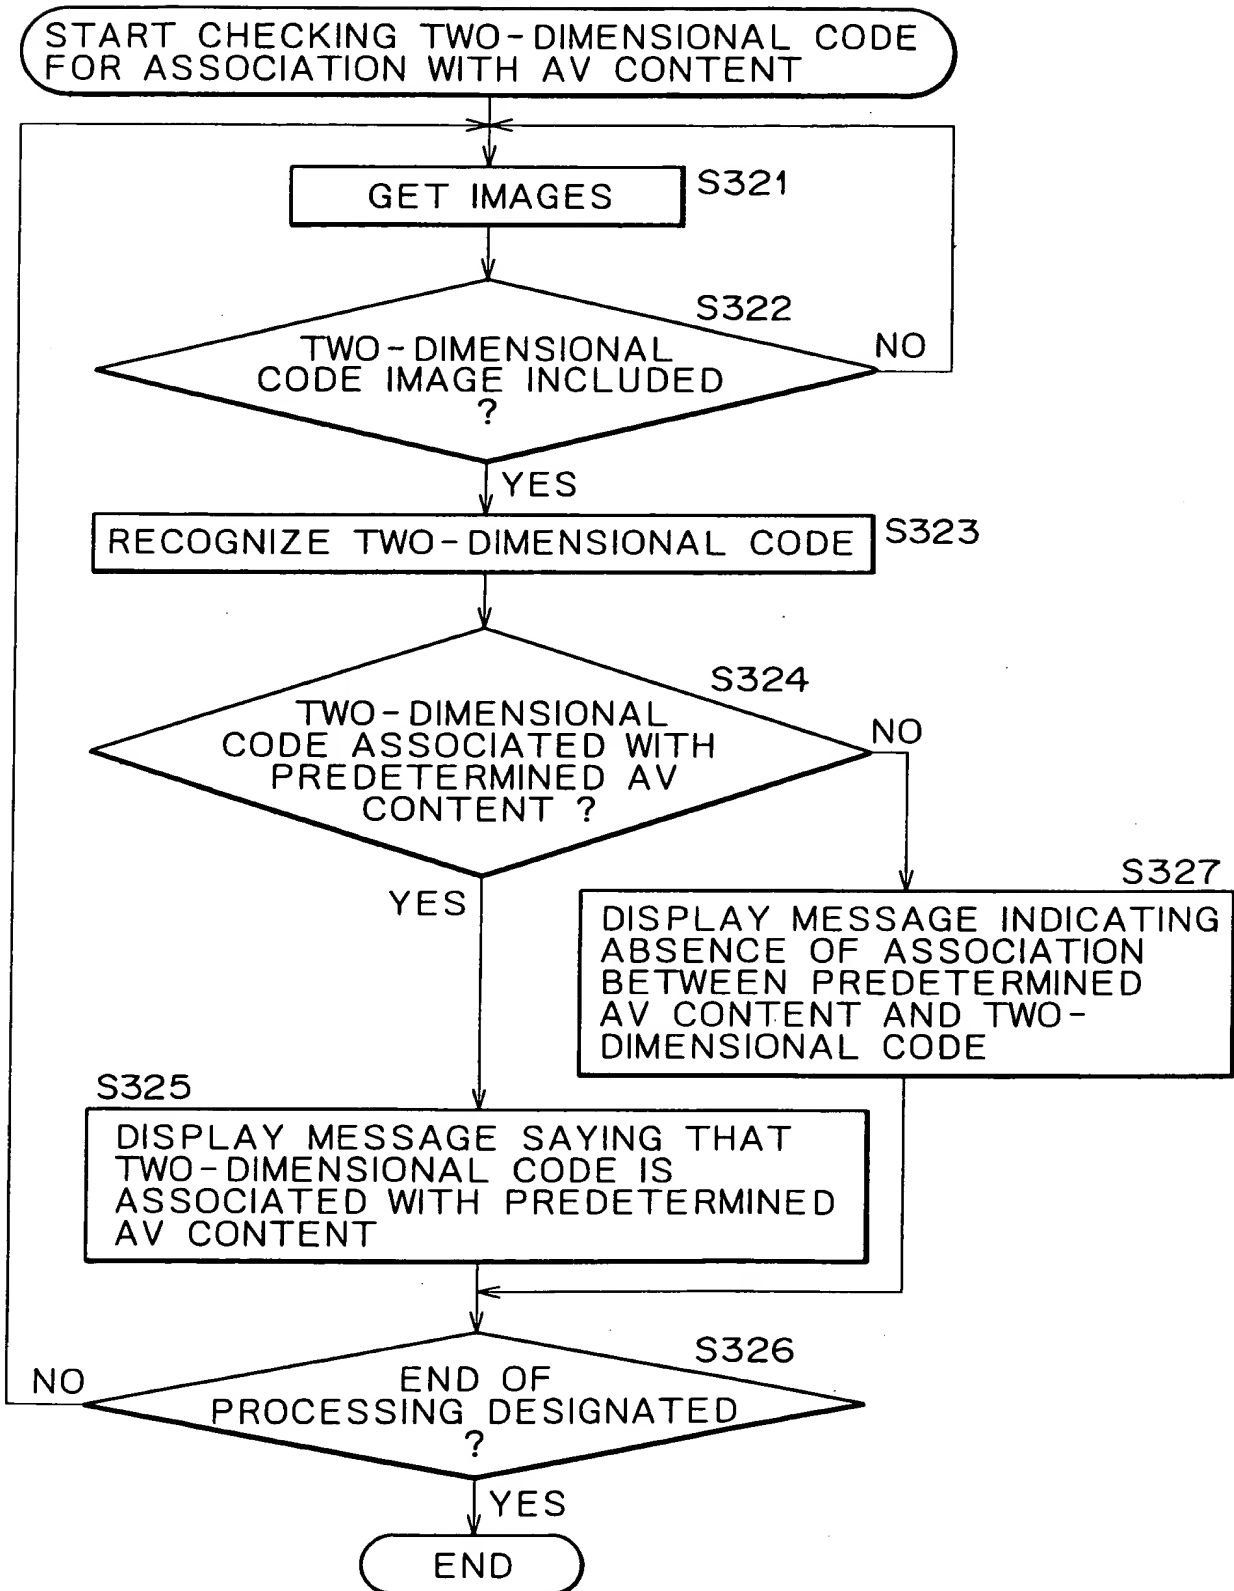 START CHECKING TWO-DIMENSIONAL CODE
FOR ASSOCIATION WITH AV CONTENT
GET IMAGES
S321
S322
TWO-DIMENSIONAL
CODE IMAGE INCLUDED
?
NO
YES
RECOGNIZE TWO-DIMENSIONAL CODE
S323
S324
TWO-DIMENSIONAL
CODE ASSOCIATED WITH
PREDETERMINED AV
CONTENT ?
NO
YES
S327
DISPLAY MESSAGE INDICATING
ABSENCE OF ASSOCIATION
BETWEEN PREDETERMINED
AV CONTENT AND TWO-
DIMENSIONAL CODE
S325
DISPLAY MESSAGE SAYING THAT
TWO-DIMENSIONAL CODE IS
ASSOCIATED WITH PREDETERMINED
AV CONTENT
S326
NO
END OF
PROCESSING DESIGNATED
?
YES
END